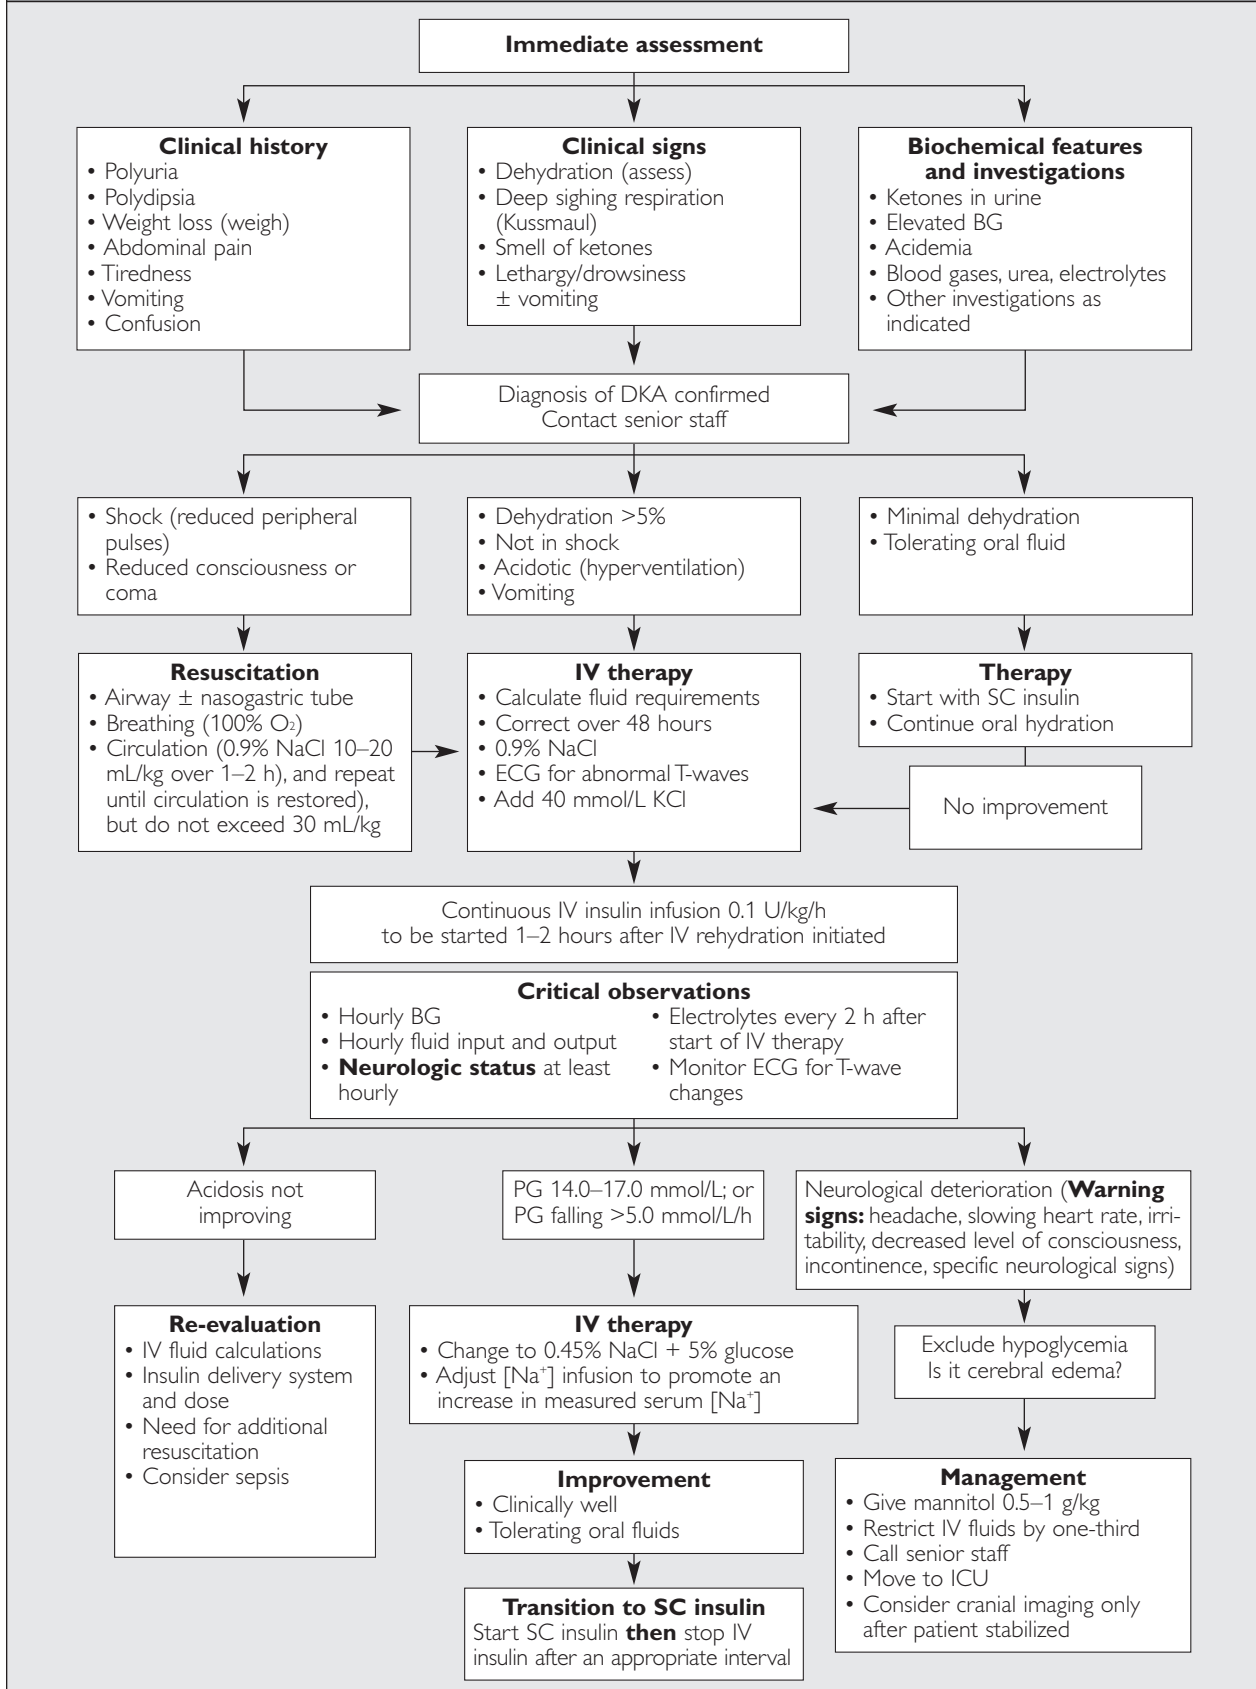 Immediate assessment
Clinical history
• Polyuria
• Polydipsia
• Weight loss (weigh)
• Abdominal pain
• Tiredness
• Vomiting
• Confusion
Clinical signs
• Dehydration (assess)
• Deep sighing respiration
(Kussmaul)
• Smell of ketones
• Lethargy/drowsiness
± vomiting
Biochemical features
and investigations
• Ketones in urine
• Elevated BG
• Acidemia
• Blood gases, urea, electrolytes
• Other investigations as
indicated
Diagnosis of DKA confirmed
Contact senior staff
• Shock (reduced peripheral
pulses)
• Reduced consciousness or
coma
• Dehydration >5%
• Not in shock
• Acidotic (hyperventilation)
• Vomiting
• Minimal dehydration
• Tolerating oral fluid
Resuscitation
• Airway ± nasogastric tube
• Breathing (100% O₂)
• Circulation (0.9% NaCl 10–20
mL/kg over 1–2 h), and repeat
until circulation is restored),
but do not exceed 30 mL/kg
IV therapy
• Calculate fluid requirements
• Correct over 48 hours
• 0.9% NaCl
• ECG for abnormal T-waves
• Add 40 mmol/L KCl
Therapy
• Start with SC insulin
• Continue oral hydration
No improvement
Continuous IV insulin infusion 0.1 U/kg/h
to be started 1–2 hours after IV rehydration initiated
Critical observations
• Hourly BG
• Hourly fluid input and output
• Neurologic status at least
hourly
• Electrolytes every 2 h after
start of IV therapy
• Monitor ECG for T-wave
changes
Acidosis not
improving
PG 14.0–17.0 mmol/L; or
PG falling >5.0 mmol/L/h
Neurological deterioration (Warning
signs: headache, slowing heart rate, irri-
tability, decreased level of consciousness,
incontinence, specific neurological signs)
Re-evaluation
• IV fluid calculations
• Insulin delivery system
and dose
• Need for additional
resuscitation
• Consider sepsis
IV therapy
• Change to 0.45% NaCl + 5% glucose
• Adjust [Na⁺] infusion to promote an
increase in measured serum [Na⁺]
Exclude hypoglycemia
Is it cerebral edema?
Improvement
• Clinically well
• Tolerating oral fluids
Management
• Give mannitol 0.5–1 g/kg
• Restrict IV fluids by one-third
• Call senior staff
• Move to ICU
• Consider cranial imaging only
after patient stabilized
Transition to SC insulin
Start SC insulin then stop IV
insulin after an appropriate interval